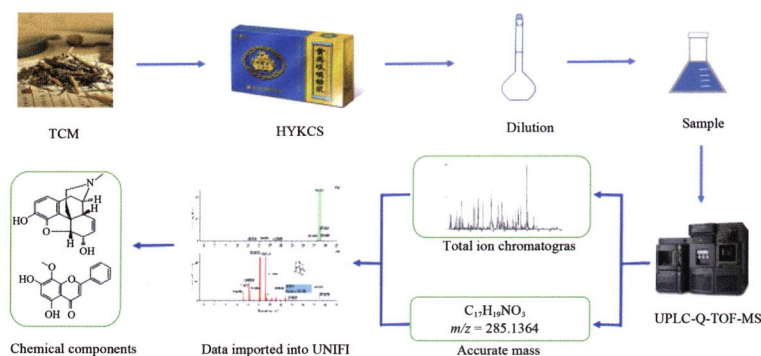 TCM
HYKCS
Dilution
Sample
Total ion chromatogras
C₁₇H₁₉NO₃
m/z = 285.1364
Accurate mass
UPLC-Q-TOF-MS
Data imported into UNIFI
N
HO
H
H
O
OH
O
HO
O
OH
O
Chemical components